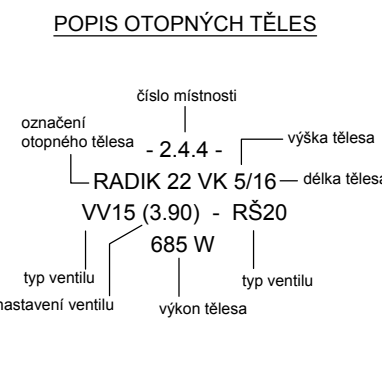 POPIS OTOPNÝCH TĚLES
číslo místnosti
označení
otopného tělesa
- 2.4.4 -
výška tělesa
RADIK 22 VK 5/16
délka tělesa
VV15 (3.90) - RŠ20
685 W
typ ventilu
typ ventilu
nastavení ventilu
výkon tělesa